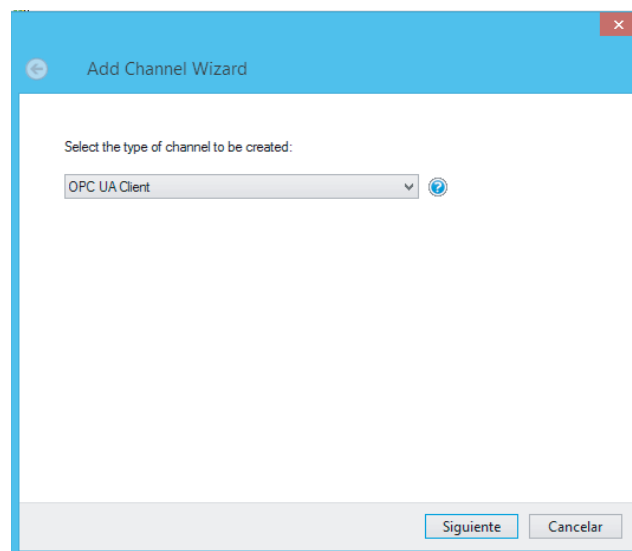 Add Channel Wizard
Select the type of channel to be created:
OPC UA Client
Siguiente Cancelar